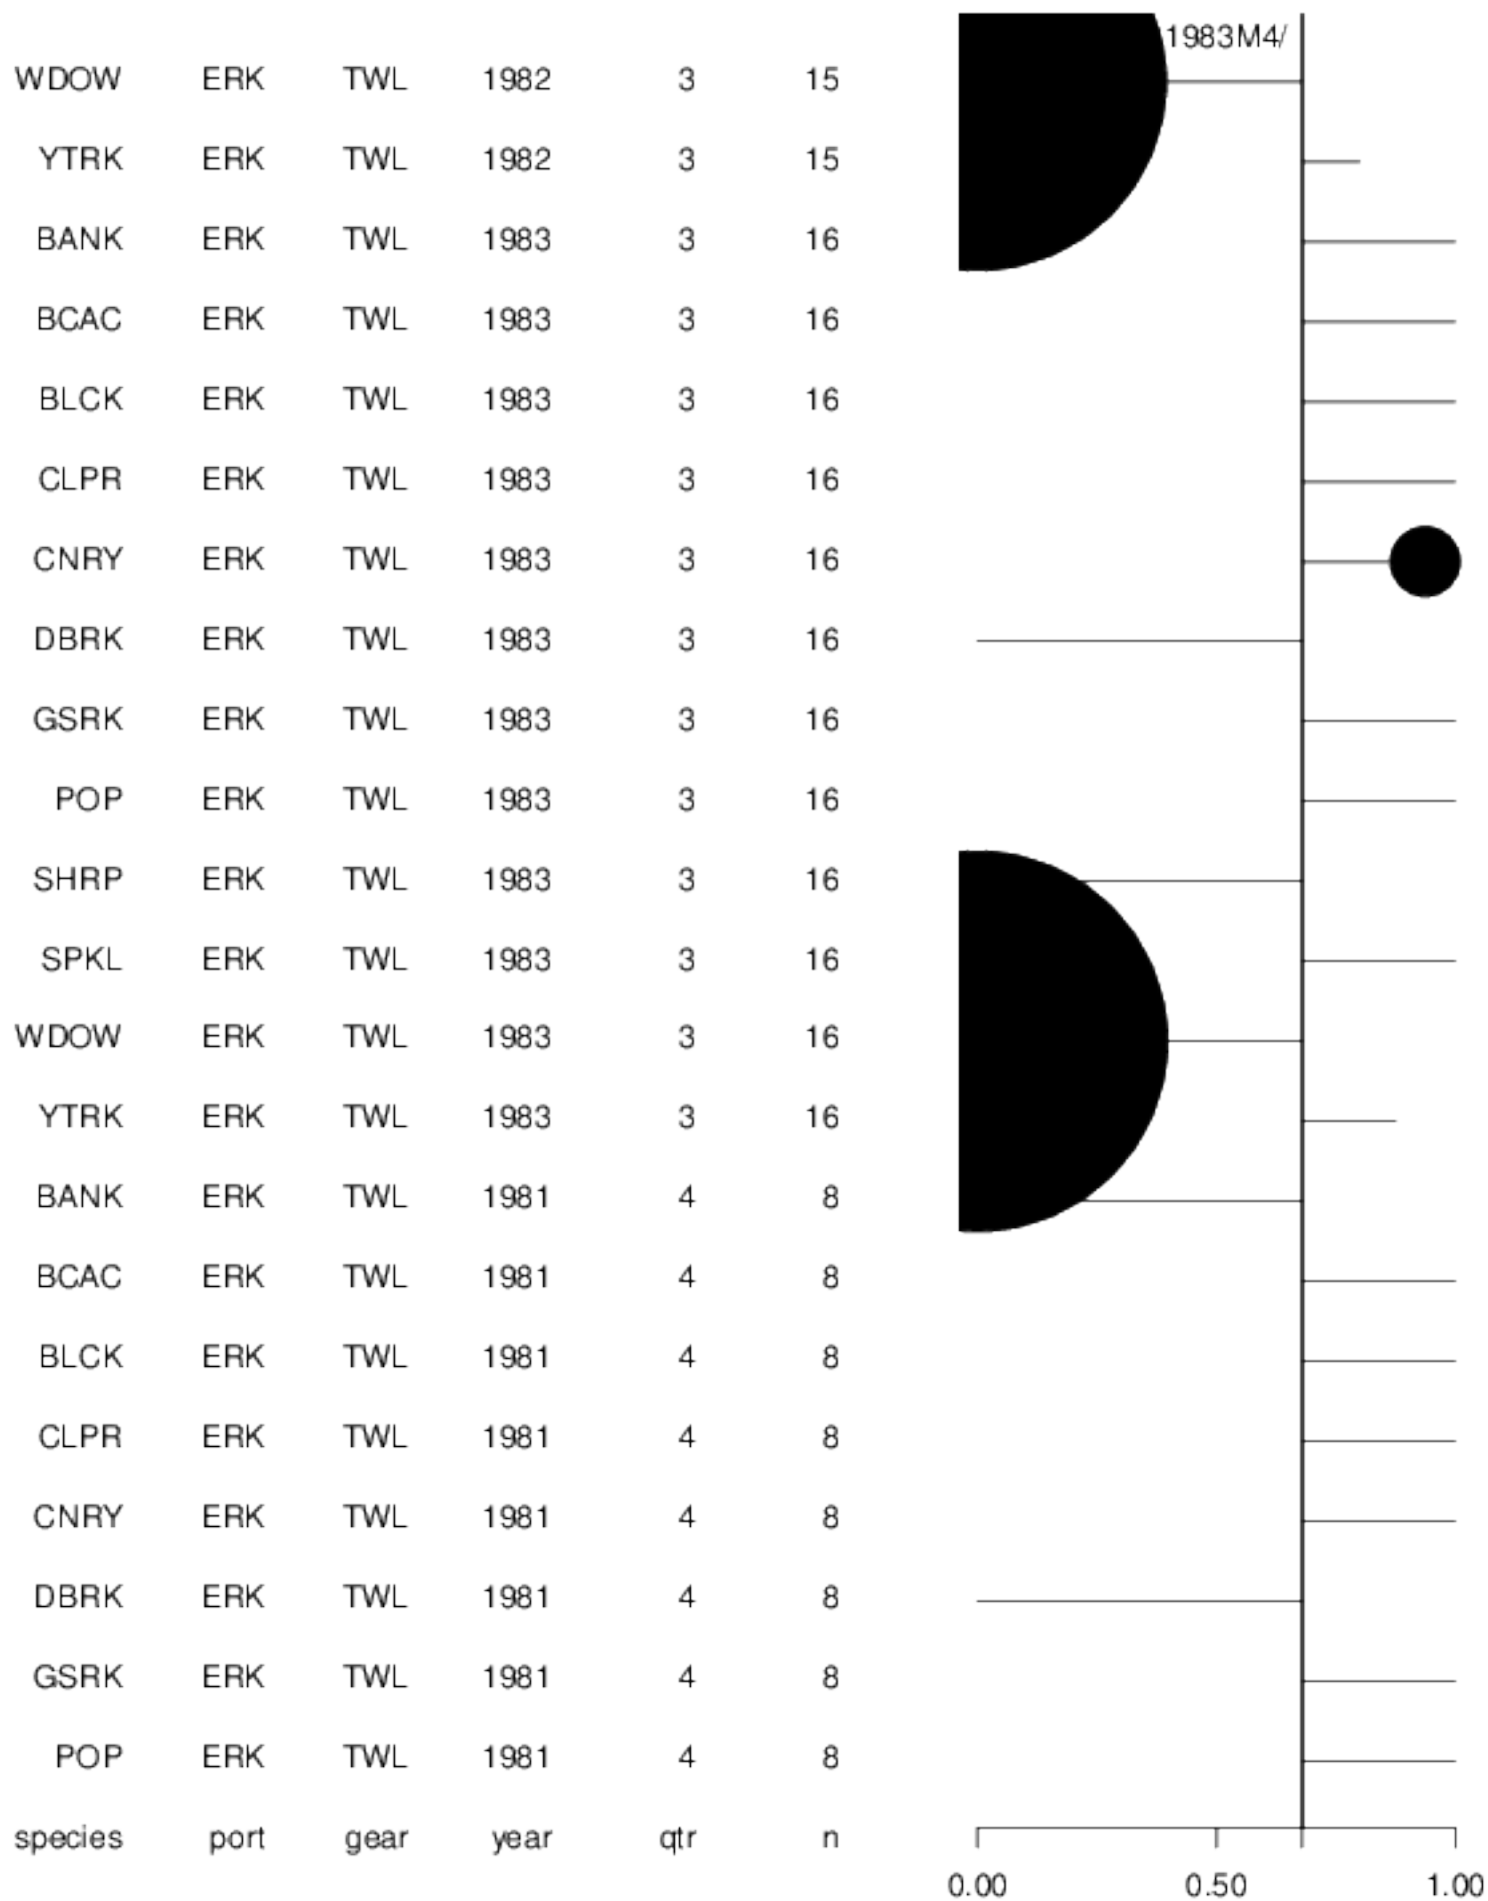 1983M4/
WDOW ERK TWL 1982 3 15
YTRK ERK TWL 1982 3 15
BANK ERK TWL 1983 3 16
BCAC ERK TWL 1983 3 16
BLCK ERK TWL 1983 3 16
CLPR ERK TWL 1983 3 16
CNRY ERK TWL 1983 3 16
DBRK ERK TWL 1983 3 16
GSRK ERK TWL 1983 3 16
POP ERK TWL 1983 3 16
SHRP ERK TWL 1983 3 16
SPKL ERK TWL 1983 3 16
WDOW ERK TWL 1983 3 16
YTRK ERK TWL 1983 3 16
BANK ERK TWL 1981 4 8
BCAC ERK TWL 1981 4 8
BLCK ERK TWL 1981 4 8
CLPR ERK TWL 1981 4 8
CNRY ERK TWL 1981 4 8
DBRK ERK TWL 1981 4 8
GSRK ERK TWL 1981 4 8
POP ERK TWL 1981 4 8
species port gear year qtr n
0.00 0.50 1.00